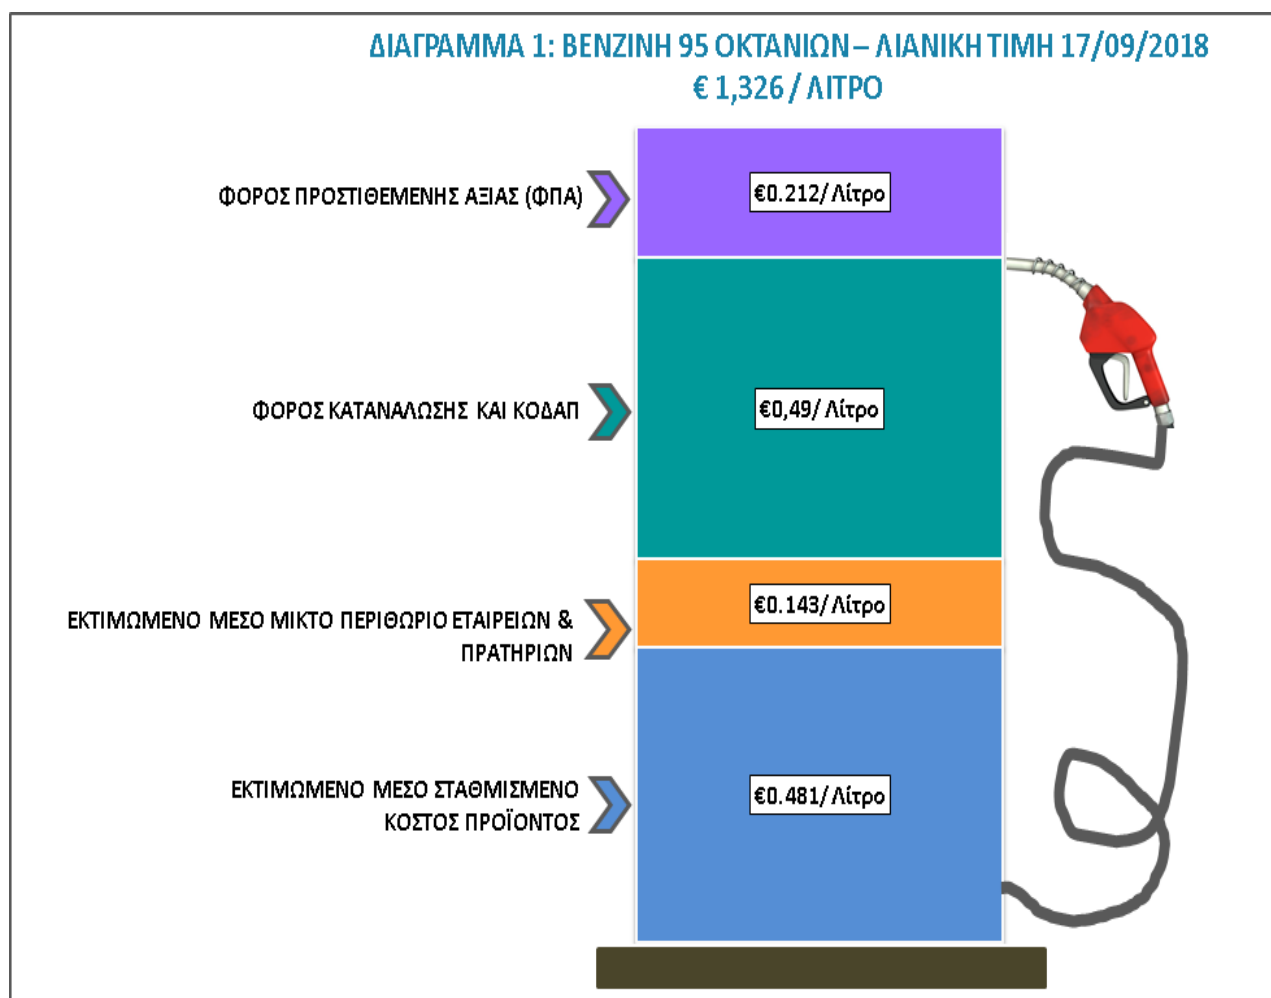 ΔΙΑΓΡΑΜΜΑ 1: ΒΕΝΖΙΝΗ 95 ΟΚΤΑΝΙΩΝ – ΛΙΑΝΙΚΗ ΤΙΜΗ 17/09/2018
€ 1,326 / ΛΙΤΡΟ
ΦΟΡΟΣ ΠΡΟΣΤΙΘΕΜΕΝΗΣ ΑΞΙΑΣ (ΦΠΑ)
€0.212/ Λίτρο
ΦΟΡΟΣ ΚΑΤΑΝΑΛΩΣΗΣ ΚΑΙ ΚΟΔΑΠ
€0,49/ Λίτρο
ΕΚΤΙΜΩΜΕΝΟ ΜΕΣΟ ΜΙΚΤΟ ΠΕΡΙΘΩΡΙΟ ΕΤΑΙΡΕΙΩΝ &
ΠΡΑΤΗΡΙΩΝ
€0.143/ Λίτρο
ΕΚΤΙΜΩΜΕΝΟ ΜΕΣΟ ΣΤΑΘΜΙΣΜΕΝΟ
ΚΟΣΤΟΣ ΠΡΟΪΟΝΤΟΣ
€0.481/ Λίτρο